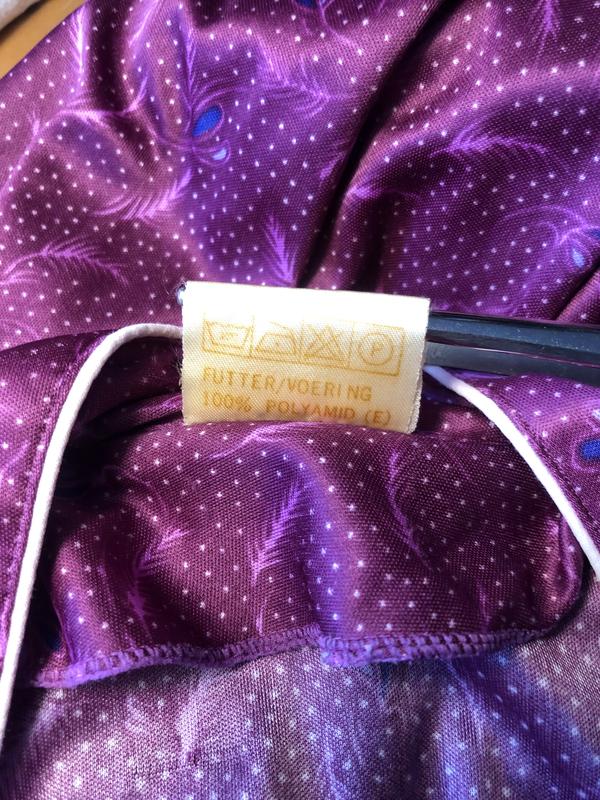 P
FUTTER/VOERING
100% POLYAMID (E)